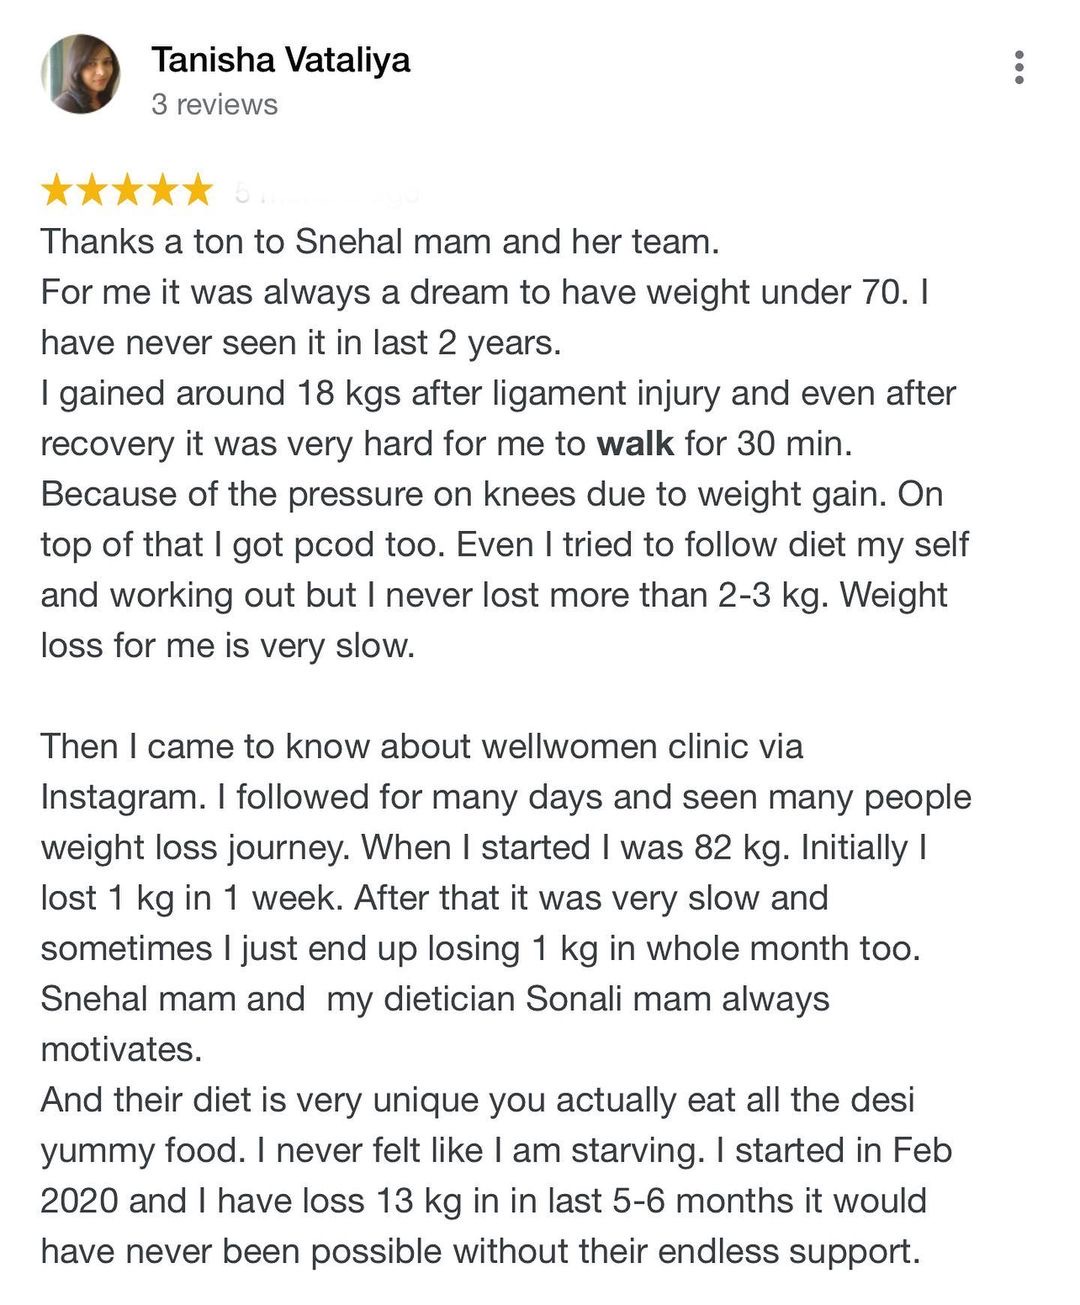 Tanisha Vataliya
3 reviews
Thanks a ton to Snehal mam and her team.
For me it was always a dream to have weight under 70. I
have never seen it in last 2 years.
I gained around 18 kgs after ligament injury and even after
recovery it was very hard for me to walk for 30 min.
Because of the pressure on knees due to weight gain. On
top of that I got pcod too. Even I tried to follow diet my self
and working out but I never lost more than 2-3 kg. Weight
loss for me is very slow.
Then I came to know about wellwomen clinic via
Instagram. I followed for many days and seen many people
weight loss journey. When I started I was 82 kg. Initially I
lost 1 kg in 1 week. After that it was very slow and
sometimes I just end up losing 1 kg in whole month too.
Snehal mam and  my dietician Sonali mam always
motivates.
And their diet is very unique you actually eat all the desi
yummy food. I never felt like I am starving. I started in Feb
2020 and I have loss 13 kg in in last 5-6 months it would
have never been possible without their endless support.